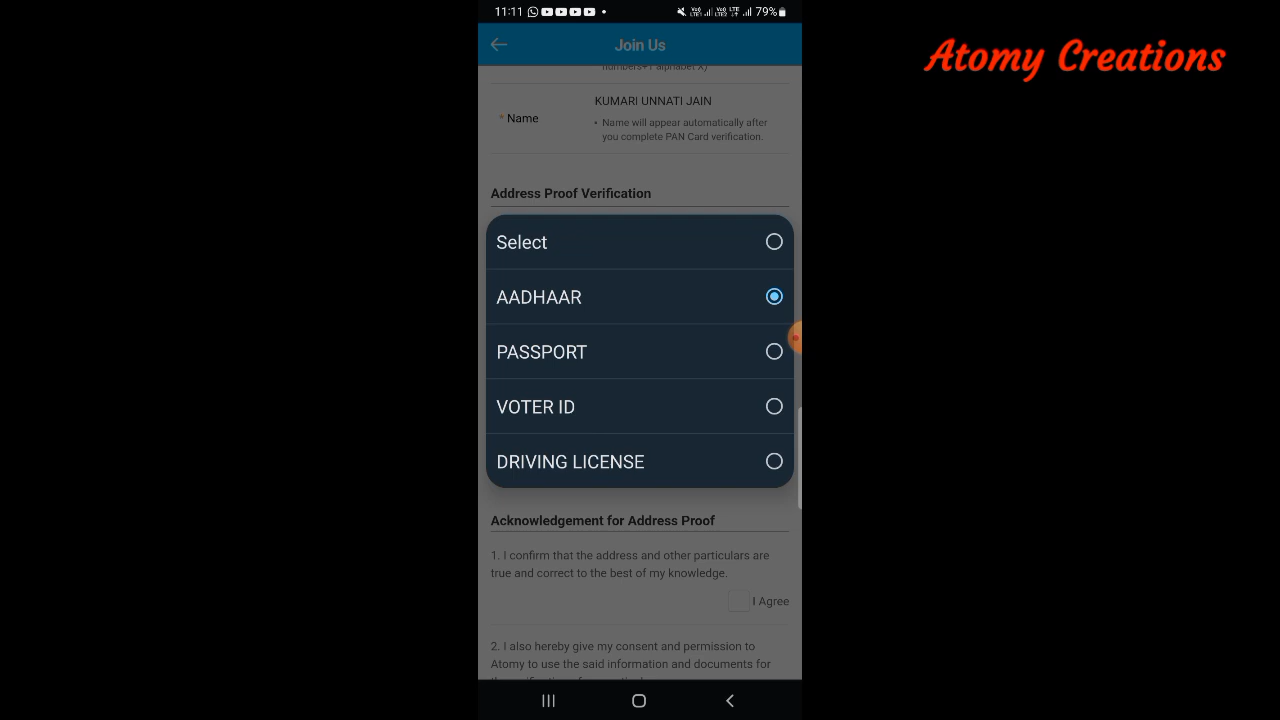 11:11 79%
Atomy Creations
Join Us
numbers+1 alphabet X)
* Name
KUMARI UNNATI JAIN
• Name will appear automatically after
you complete PAN Card verification.
Address Proof Verification
Select
AADHAAR
PASSPORT
VOTER ID
DRIVING LICENSE
Acknowledgement for Address Proof
1. I confirm that the address and other particulars are
true and correct to the best of my knowledge.
I Agree
2. I also hereby give my consent and permission to
Atomy to use the said information and documents for